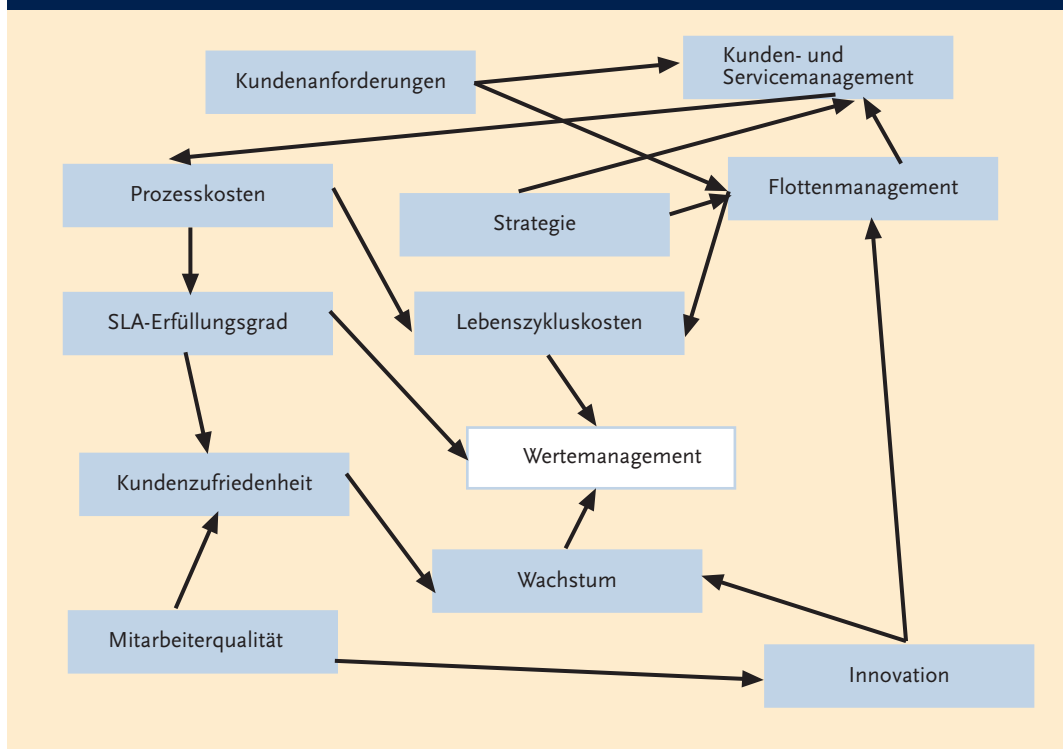 Kundenanforderungen
Kunden- und
Servicemanagement
Prozesskosten
Strategie
Flottenmanagement
SLA-Erfüllungsgrad
Lebenszykluskosten
Wertemanagement
Kundenzufriedenheit
Wachstum
Mitarbeiterqualität
Innovation